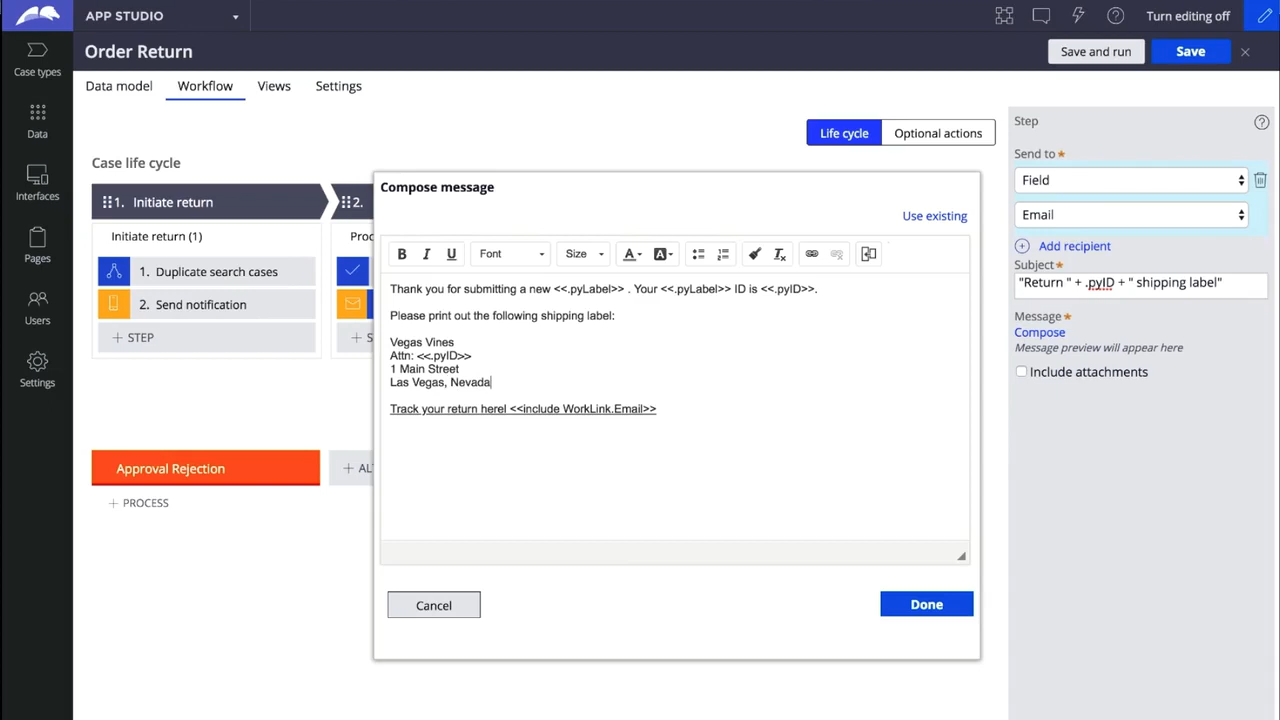 APP STUDIO
Turn editing off
Order Return
Save and run
Save
Case types
Data
Interfaces
Pages
Users
Settings
Data model
Workflow
Views
Settings
Life cycle
Optional actions
Case life cycle
1. Initiate return
2.
Initiate return (1)
Proc
1. Duplicate search cases
2. Send notification
+ STEP
+ S
Approval Rejection
+ AL
+ PROCESS
Compose message
Use existing
B I U Font Size A A
Thank you for submitting a new <<.pyLabel>> . Your <<.pyLabel>> ID is <<.pyID>>.
Please print out the following shipping label:
Vegas Vines
Attn: <<.pyID>>
1 Main Street
Las Vegas, Nevada
Track your return here! <<include WorkLink.Email>>
Cancel
Done
Step
Send to★
Field
Email
Add recipient
Subject★
"Return " + .pyID + " shipping label"
Message★
Compose
Message preview will appear here
Include attachments